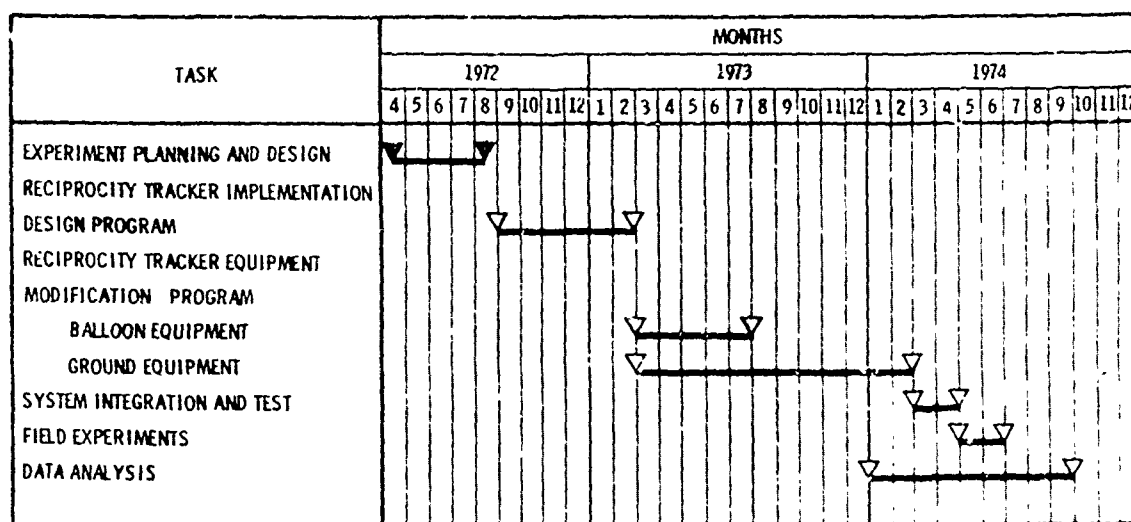 MONTHS
TASK
1972 1973 1974
4 5 6 7 8 9 10 11 12 1 2 3 4 5 6 7 8 9 10 11 12 1 2 3 4 5 6 7 8 9 10 11
EXPERIMENT PLANNING AND DESIGN
RECIPROCITY TRACKER IMPLEMENTATION
DESIGN PROGRAM
RECIPROCITY TRACKER EQUIPMENT
MODIFICATION PROGRAM
BALLOON EQUIPMENT
GROUND EQUIPMENT
SYSTEM INTEGRATION AND TEST
FIELD EXPERIMENTS
DATA ANALYSIS